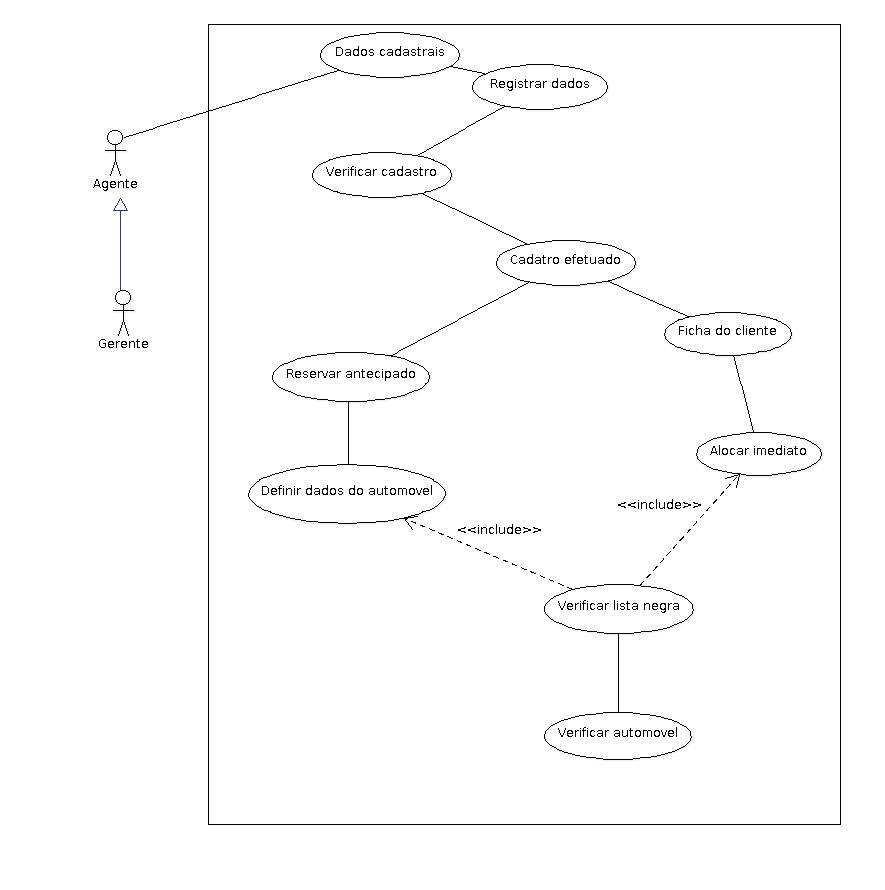 Dados cadastrais
Registrar dados
Verificar cadastro
Agente
Cadatro efetuado
Gerente
Ficha do cliente
Reservar antecipado
Alocar imediato
Definir dados do automovel
<<include>>
<<include>>
Verificar lista negra
Verificar automovel